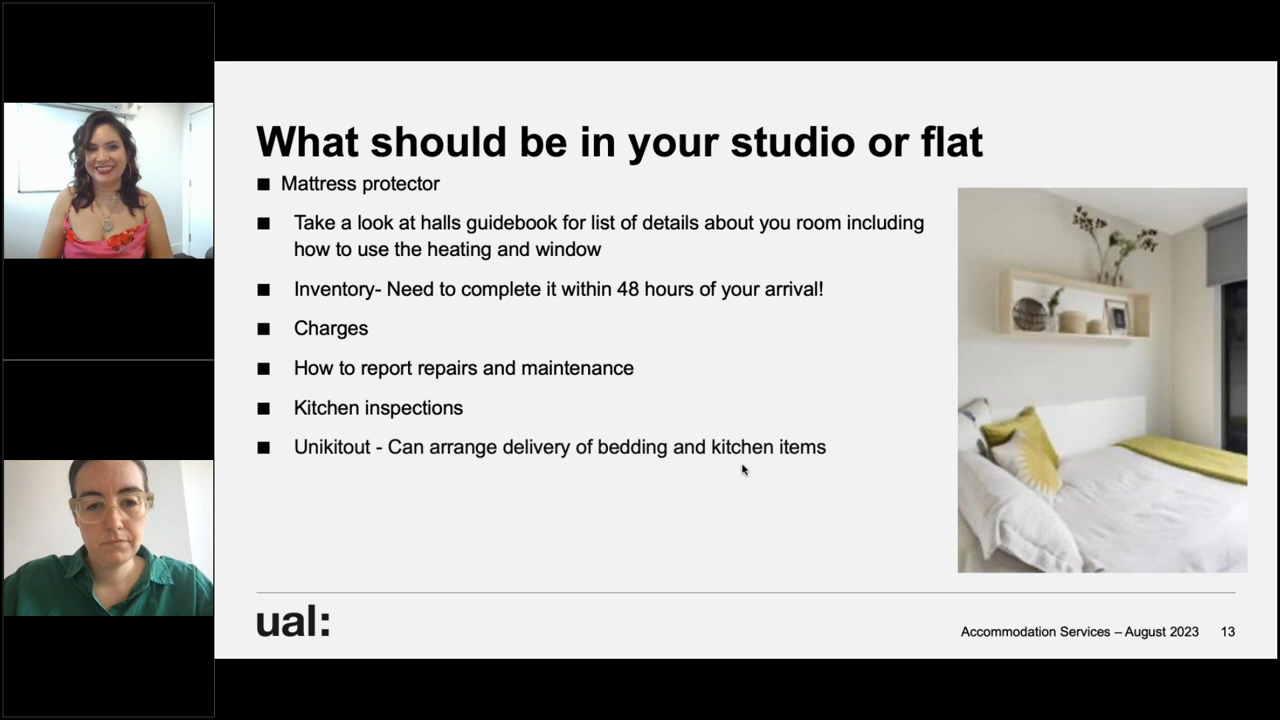 What should be in your studio or flat
■ Mattress protector
■ Take a look at halls guidebook for list of details about you room including
how to use the heating and window
■ Inventory- Need to complete it within 48 hours of your arrival!
■ Charges
■ How to report repairs and maintenance
■ Kitchen inspections
■ Unikitout - Can arrange delivery of bedding and kitchen items
ual:
Accommodation Services – August 2023 13